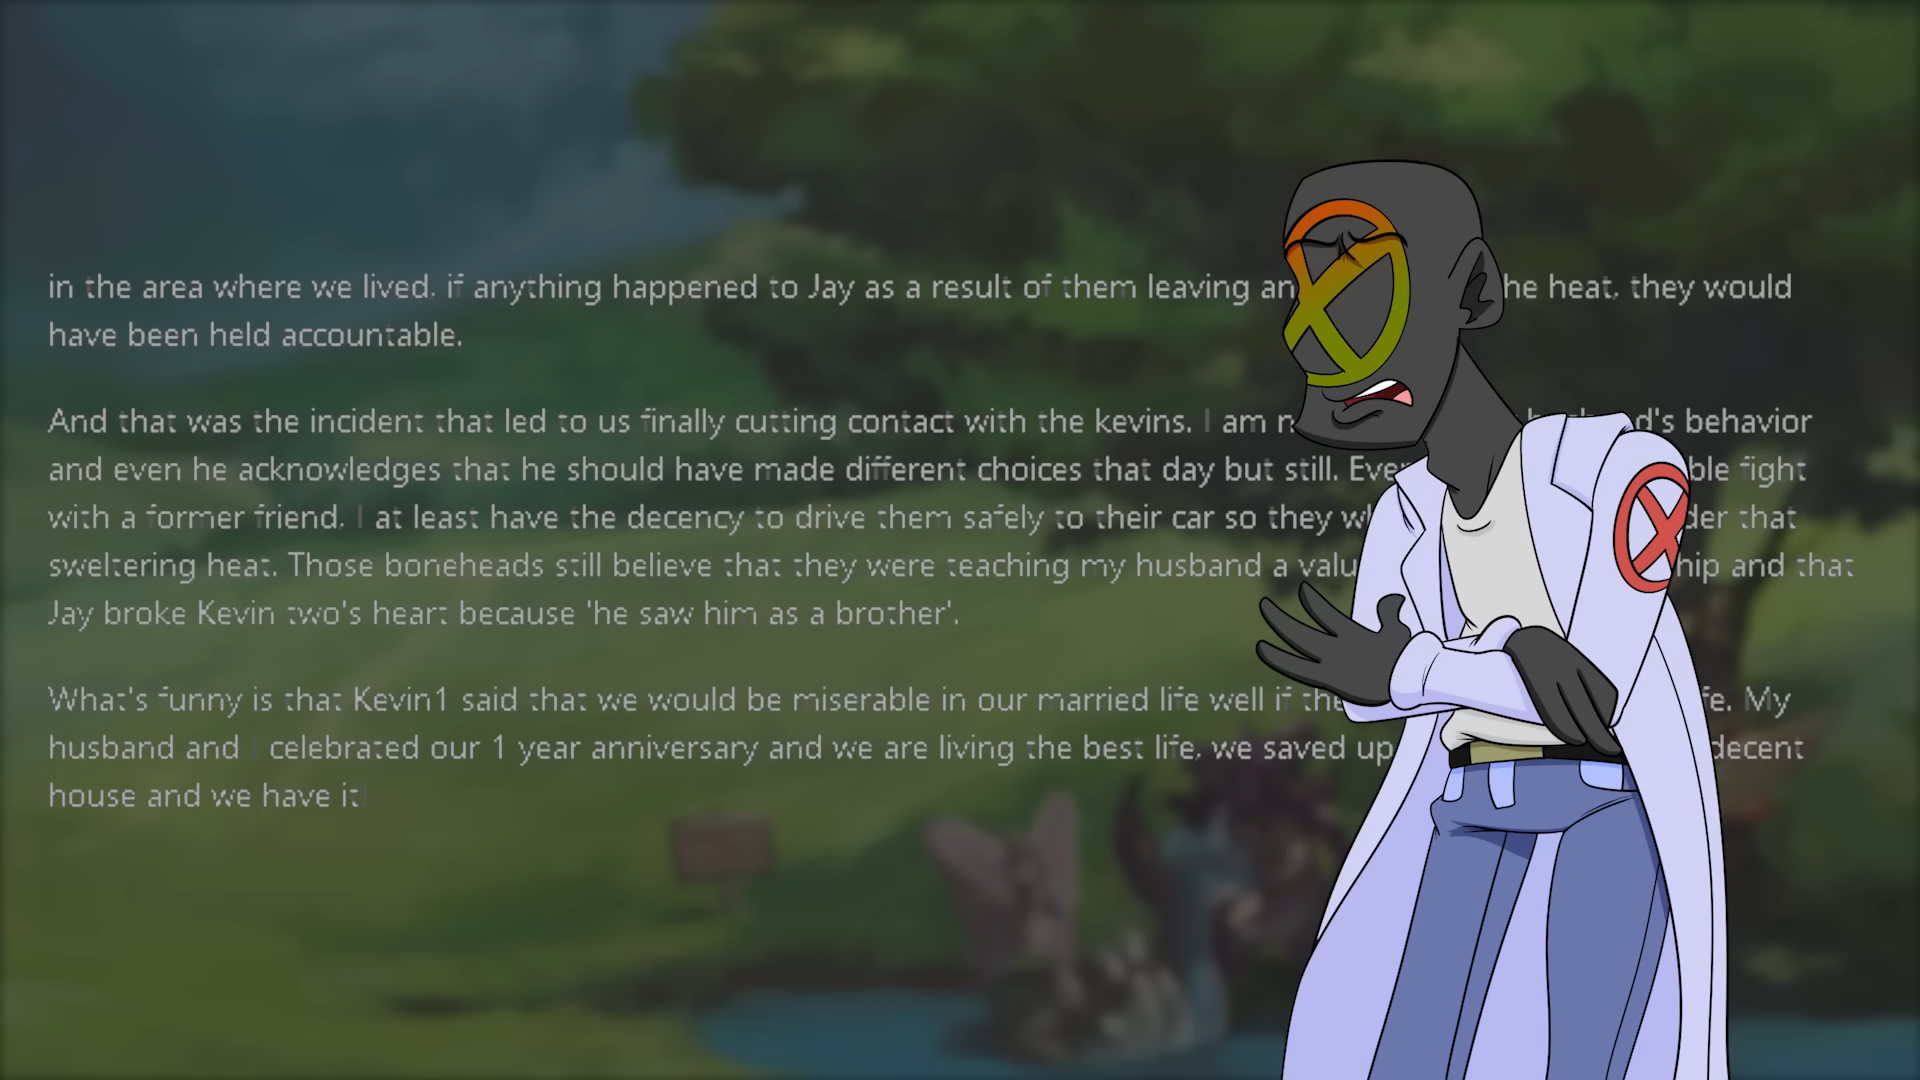 in the area where we lived. if anything happened to Jay as a result of them leaving an he heat, they would
have been held accountable.
And that was the incident that led to us finally cutting contact with the kevins. I am behavior
and even he acknowledges that he should have made different choices that day but still. fight
with a former friend. I at least have the decency to drive them safely to their car so they that
sweltering heat. Those boneheads still believe that they were teaching my husband a and that
Jay broke Kevin two's heart because 'he saw him as a brother'.
What's funny is that Kevin1 said that we would be miserable in our married life well if My
husband and I celebrated our 1 year anniversary and we are living the best life, we saved up decent
house and we have it!